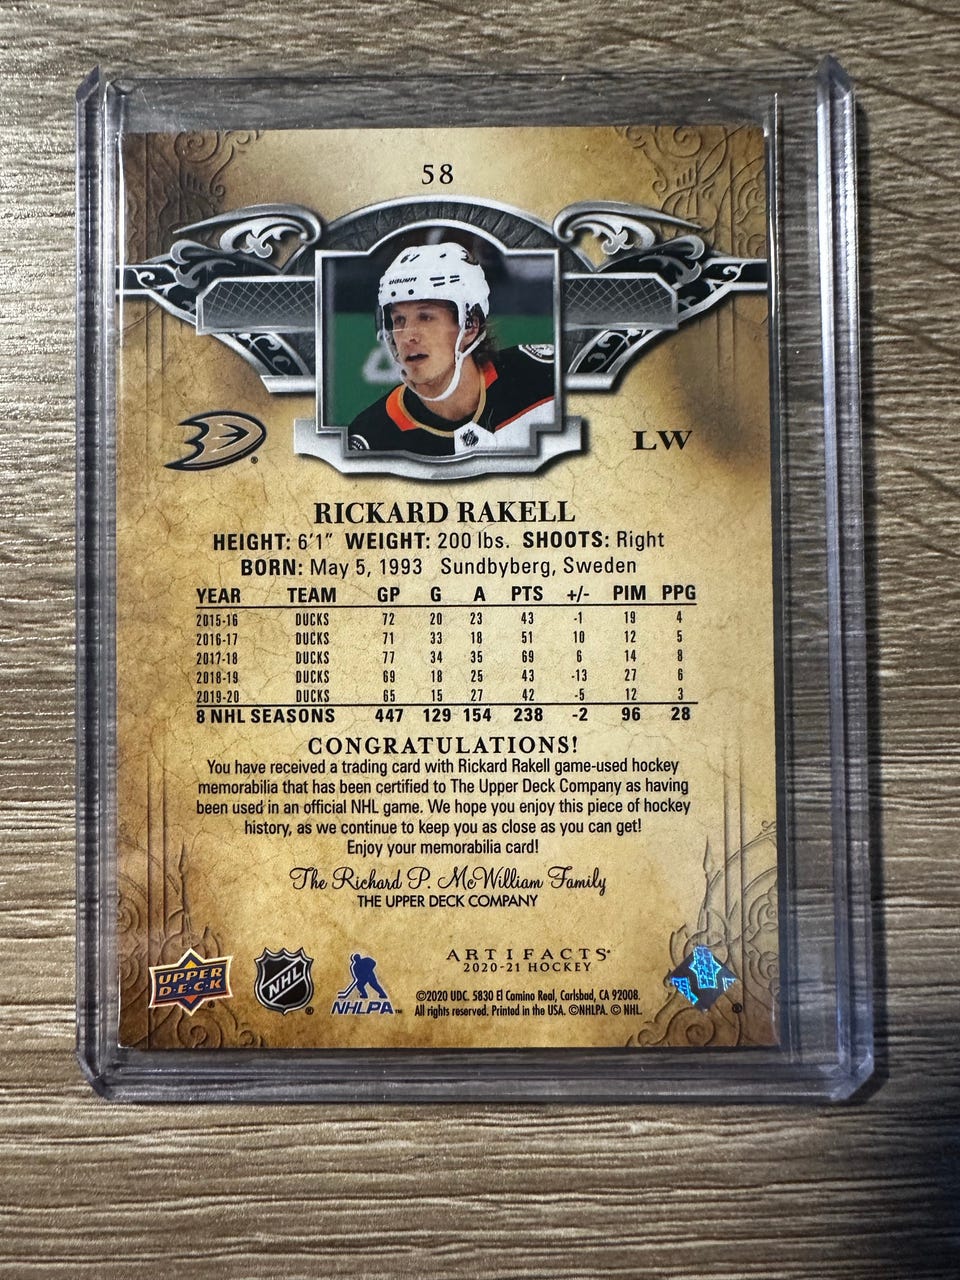 58
67
BAUER
LW
RICKARD RAKELL
HEIGHT: 6'1" WEIGHT: 200 lbs. SHOOTS: Right
BORN: May 5, 1993 Sundbyberg, Sweden
YEAR TEAM GP G A PTS +/- PIM PPG
2015-16 DUCKS 72 20 23 43 -1 19 4
2016-17 DUCKS 71 33 18 51 10 12 5
2017-18 DUCKS 77 34 35 69 6 14 8
2018-19 DUCKS 69 18 25 43 -13 27 6
2019-20 DUCKS 65 15 27 42 -5 12 3
8 NHL SEASONS 447 129 154 238 -2 96 28
CONGRATULATIONS!
You have received a trading card with Rickard Rakell game-used hockey
memorabilia that has been certified to The Upper Deck Company as having
been used in an official NHL game. We hope you enjoy this piece of hockey
history, as we continue to keep you as close as you can get!
Enjoy your memorabilia card!
The Richard P. McWilliam Family
THE UPPER DECK COMPANY
ARTIFACTS®
2020-21 HOCKEY
UPPER
D·E·C·K
®
NHL
®
NHLPA™
©2020 UDC. 5830 El Camino Real, Carlsbad, CA 92008.
All rights reserved. Printed in the USA. ©NHLPA. © NHL.
®